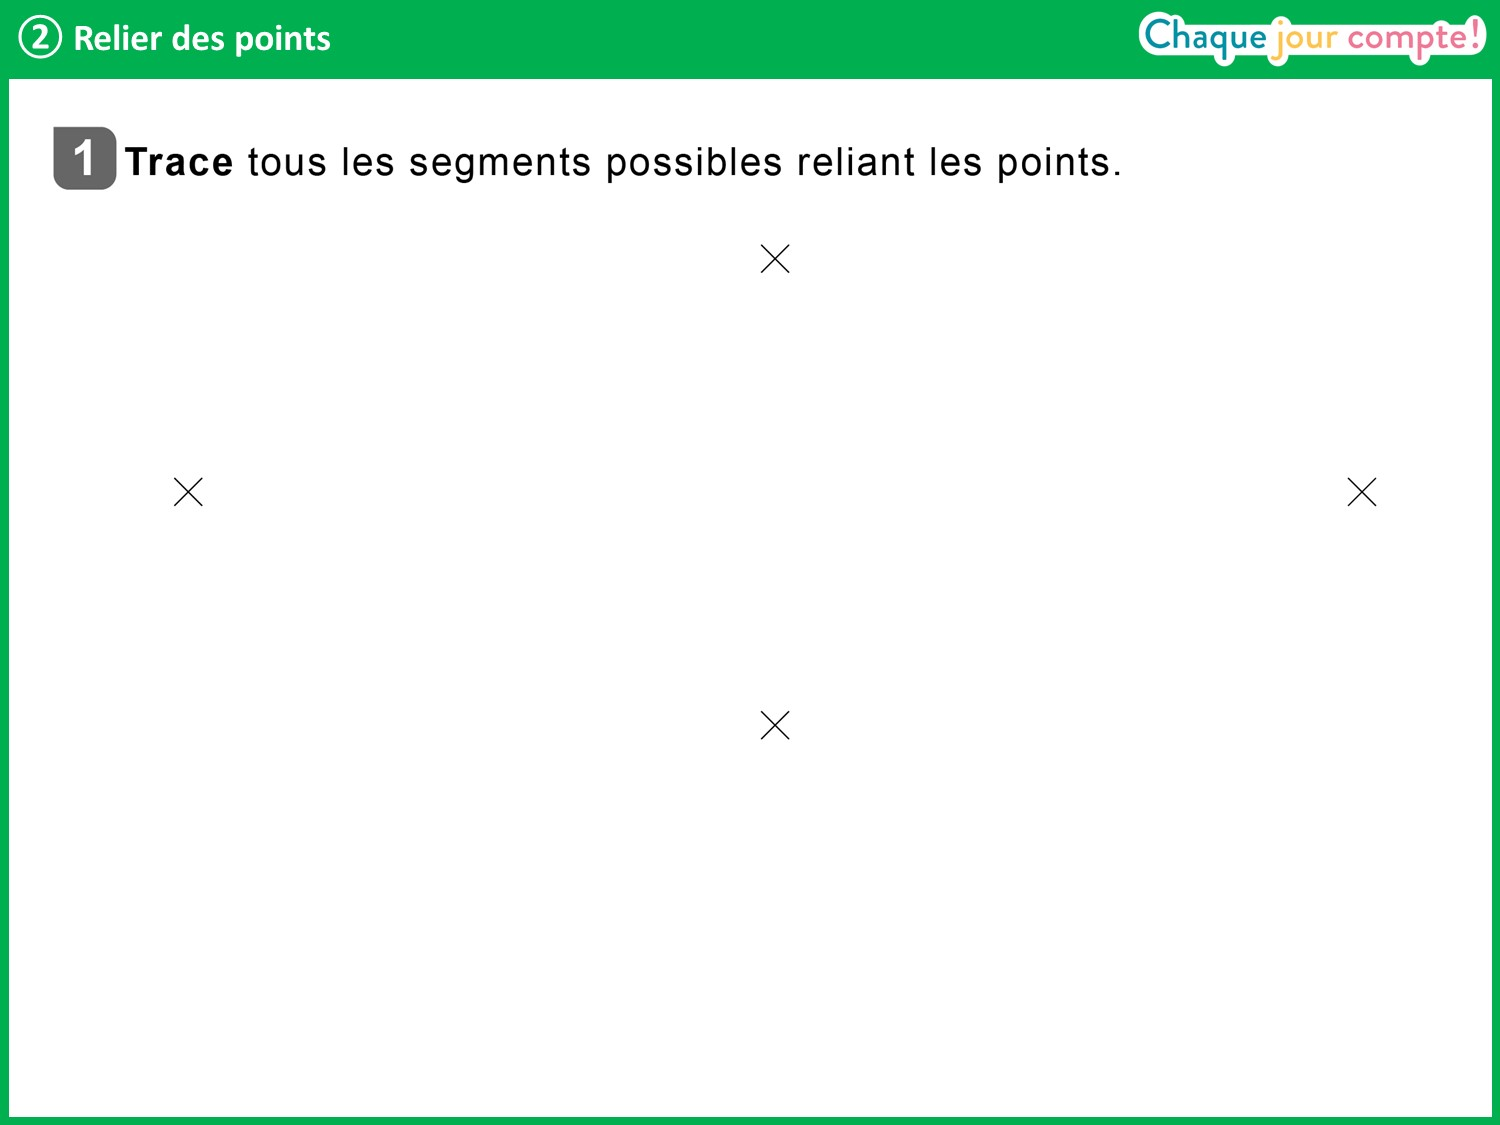 ② Relier des points
Chaque jour compte!
1 Trace tous les segments possibles reliant les points.